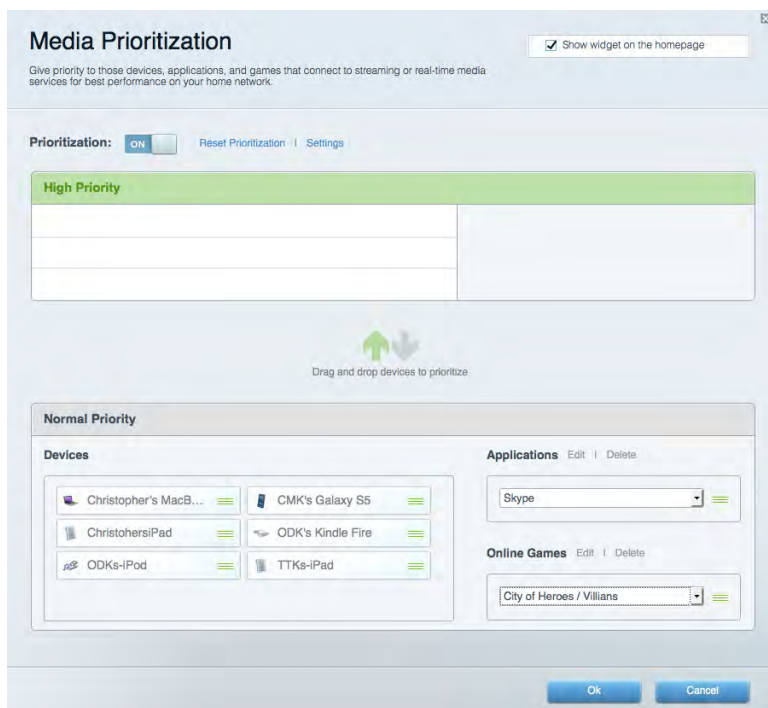 Media Prioritization
Show widget on the homepage
Give priority to those devices, applications, and games that connect to streaming or real-time media
services for best performance on your home network.
Prioritization: ON Reset Prioritization | Settings
High Priority
Drag and drop devices to prioritize
Normal Priority
Devices
Christopher's MacB...
CMK's Galaxy S5
ChristohersiPad
ODK's Kindle Fire
ODKs-iPod
TTKs-iPad
Applications Edit | Delete
Skype
Online Games Edit | Delete
City of Heroes / Villians
Ok
Cancel